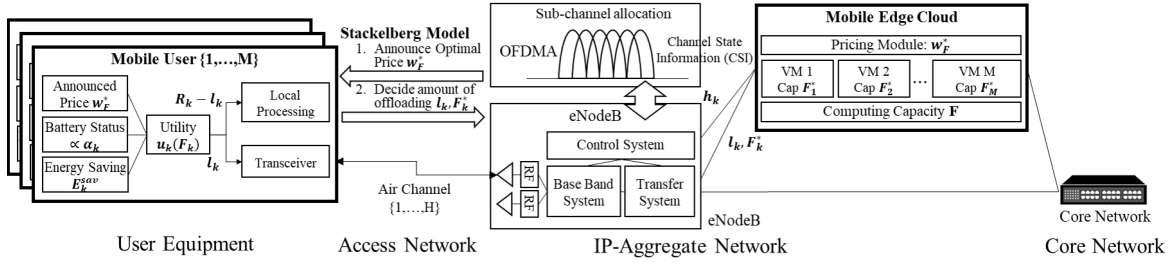 Mobile User {1,…,M}
Announced
Price w_F^*
Battery Status
∝ α_k
Energy Saving
E_k^sav
Utility
u_k(F_k)
R_k − l_k
l_k
Local
Processing
Transceiver
User Equipment
Stackelberg Model
1. Announce Optimal
Price w_F^*
2. Decide amount of
offloading l_k, F_k^*
Air Channel
{1,…,H}
Access Network
Sub-channel allocation
OFDMA
Channel State
Information (CSI)
h_k
l_k, F_k^*
eNodeB
Control System
RF
RF
Base Band
System
Transfer
System
eNodeB
IP-Aggregate Network
Mobile Edge Cloud
Pricing Module: w_F^*
VM 1
Cap F_1^*
VM 2
Cap F_2^*
…
VM M
Cap F_M^*
Computing Capacity F
Core Network
Core Network